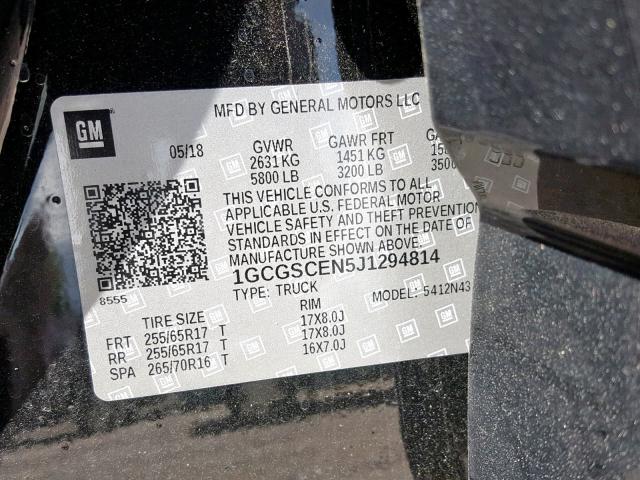 MFD BY GENERAL MOTORS LLC
GM
05/18 GVWR GAWR FRT
2631 KG 1451 KG
5800 LB 3200 LB 3500
THIS VEHICLE CONFORMS TO ALL
APPLICABLE U.S. FEDERAL MOTOR
VEHICLE SAFETY AND THEFT PREVENTION
STANDARDS IN EFFECT ON THE DATE OF
MANUFACTURE SHOWN ABOVE.
1GCGSCEN5J1294814
8555
TYPE: TRUCK MODEL: 5412N43
TIRE SIZE RIM
FRT 255/65R17 T 17X8.0J
RR 255/65R17 T 17X8.0J
SPA 265/70R16 T 16X7.0J